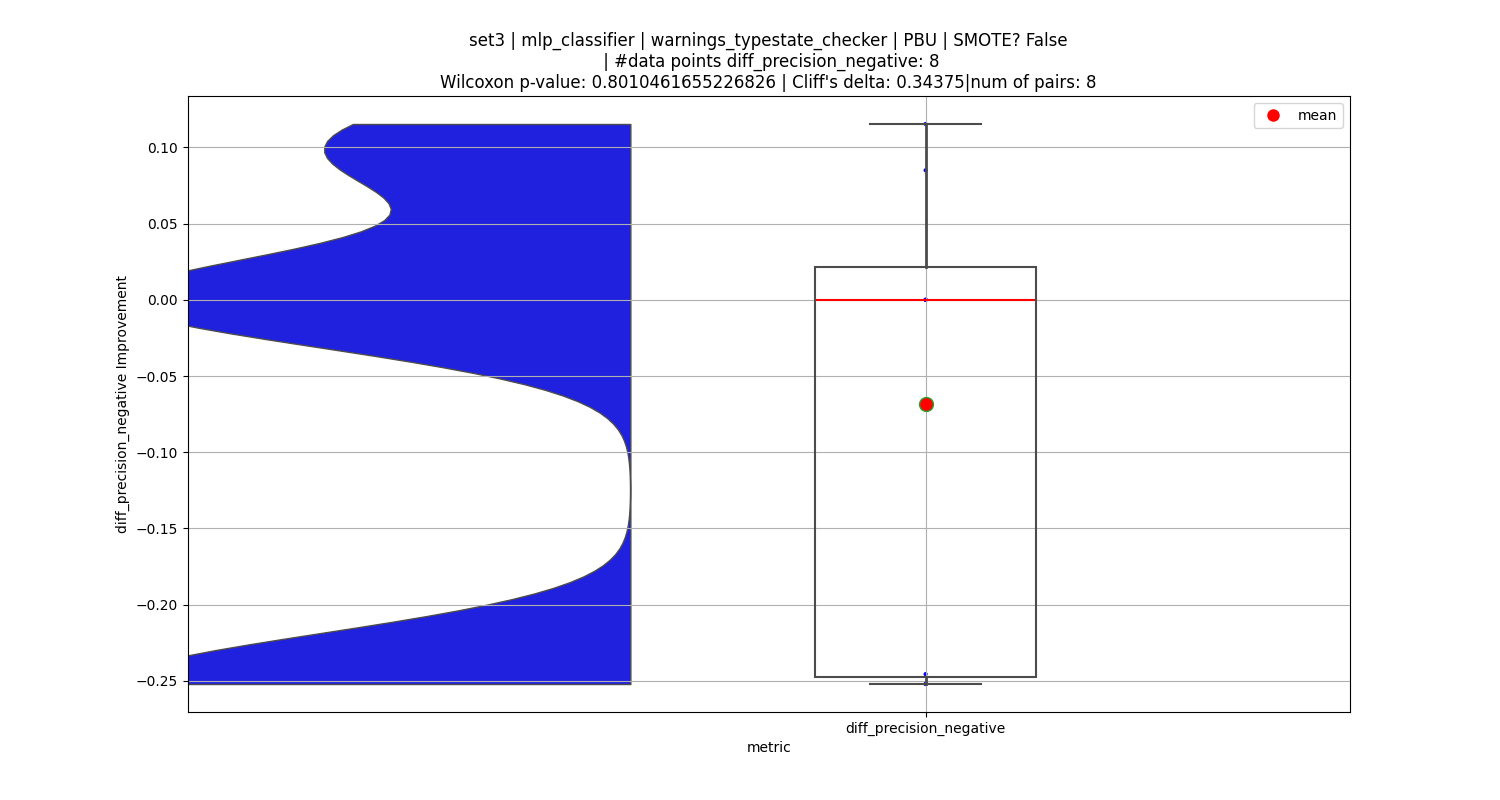 set3 | mlp_classifier | warnings_typestate_checker | PBU | SMOTE? False
| #data points diff_precision_negative: 8
Wilcoxon p-value: 0.8010461655226826 | Cliff's delta: 0.34375|num of pairs: 8
mean
0.10
0.05
0.00
−0.05
−0.10
−0.15
−0.20
−0.25
diff_precision_negative Improvement
diff_precision_negative
metric